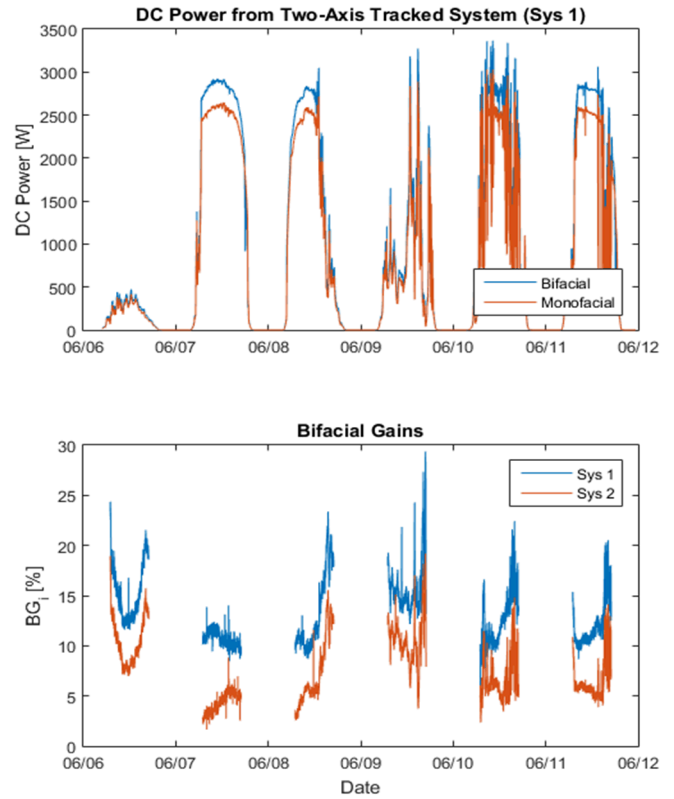 DC Power from Two-Axis Tracked System (Sys 1)
3500
3000
2500
2000
1500
1000
500
0
DC Power [W]
Bifacial
Monofacial
06/06 06/07 06/08 06/09 06/10 06/11 06/12
Bifacial Gains
30
25
20
15
10
5
0
BGi [%]
Sys 1
Sys 2
06/06 06/07 06/08 06/09 06/10 06/11 06/12
Date